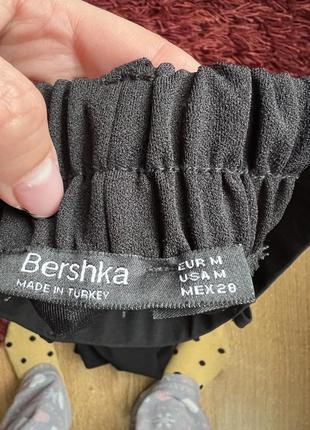 Bershka
MADE IN TURKEY
EUR M
USA M
MEX 28